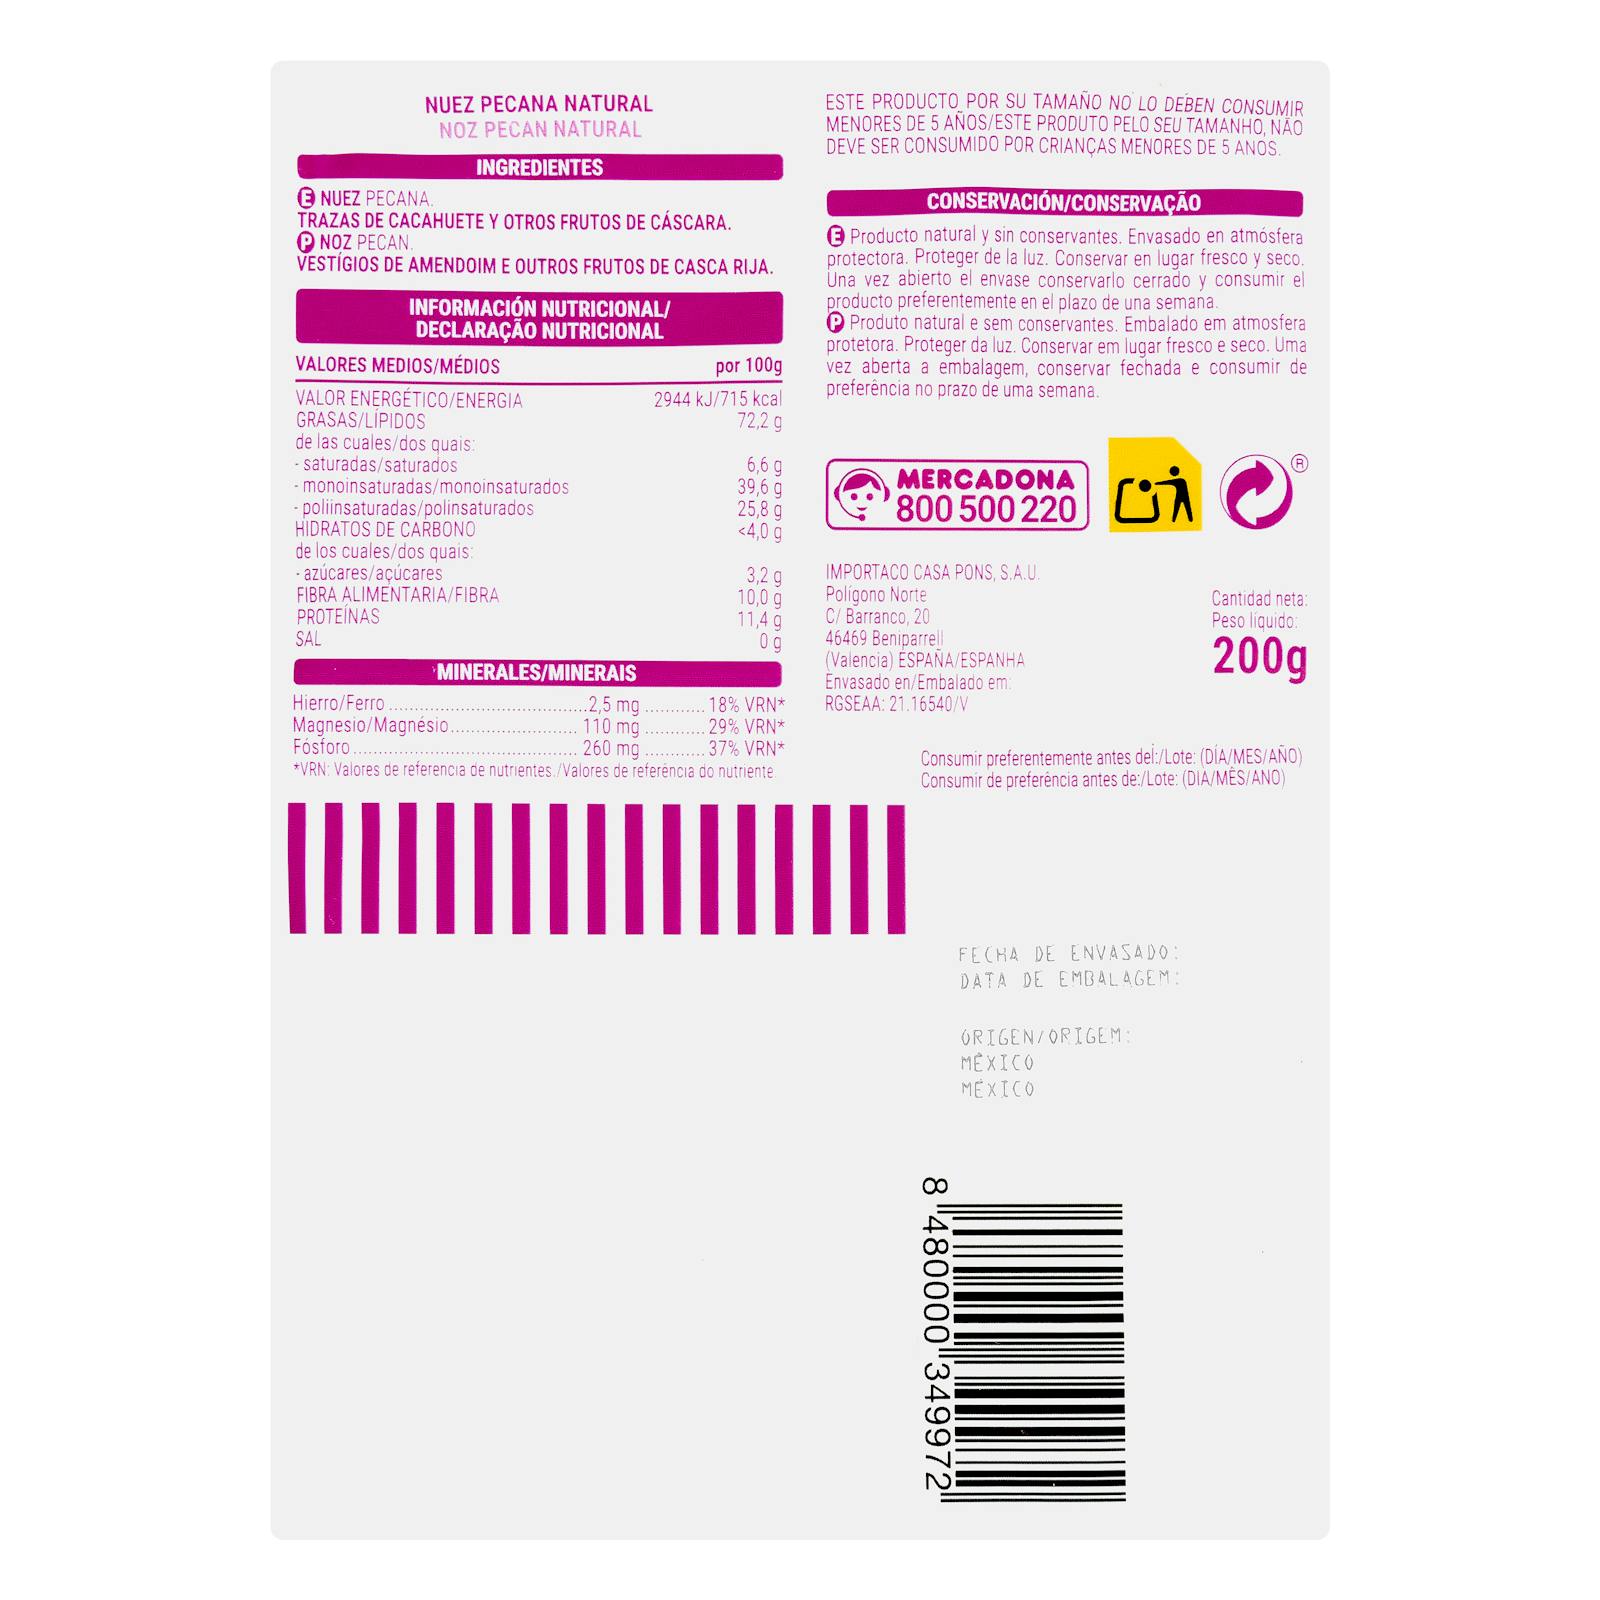 NUEZ PECANA NATURAL
NOZ PECAN NATURAL
INGREDIENTES
E NUEZ PECANA.
TRAZAS DE CACAHUETE Y OTROS FRUTOS DE CÁSCARA.
P NOZ PECAN.
VESTÍGIOS DE AMENDOIM E OUTROS FRUTOS DE CASCA RIJA.
INFORMACIÓN NUTRICIONAL/
DECLARAÇÃO NUTRICIONAL
VALORES MEDIOS/MÉDIOS por 100g
VALOR ENERGÉTICO/ENERGIA 2944 kJ/715 kcal
GRASAS/LÍPIDOS 72,2 g
de las cuales/dos quais:
- saturadas/saturados 6,6 g
- monoinsaturadas/monoinsaturados 39,6 g
- poliinsaturadas/polinsaturados 25,8 g
HIDRATOS DE CARBONO <4,0 g
de los cuales/dos quais:
- azúcares/açúcares 3,2 g
FIBRA ALIMENTARIA/FIBRA 10,0 g
PROTEÍNAS 11,4 g
SAL 0 g
MINERALES/MINERAIS
Hierro/Ferro ........................2,5 mg ............ 18% VRN*
Magnesio/Magnésio................ 110 mg ............ 29% VRN*
Fósforo .............................. 260 mg ............ 37% VRN*
*VRN: Valores de referencia de nutrientes./Valores de referência do nutriente
ESTE PRODUCTO POR SU TAMAÑO NO LO DEBEN CONSUMIR
MENORES DE 5 AÑOS/ESTE PRODUTO PELO SEU TAMANHO, NÃO
DEVE SER CONSUMIDO POR CRIANÇAS MENORES DE 5 ANOS.
CONSERVACIÓN/CONSERVAÇÃO
E Producto natural y sin conservantes. Envasado en atmósfera
protectora. Proteger de la luz. Conservar en lugar fresco y seco.
Una vez abierto el envase conservarlo cerrado y consumir el
producto preferentemente en el plazo de una semana.
P Produto natural e sem conservantes. Embalado em atmosfera
protetora. Proteger da luz. Conservar em lugar fresco e seco. Uma
vez aberta a embalagem, conservar fechada e consumir de
preferência no prazo de uma semana.
MERCADONA
800 500 220
®
IMPORTACO CASA PONS, S.A.U.
Polígono Norte
C/ Barranco, 20
46469 Beniparrell
(Valencia) ESPAÑA/ESPANHA
Envasado en/Embalado em:
RGSEAA: 21.16540/V
Cantidad neta:
Peso líquido:
200g
Consumir preferentemente antes del:/Lote: (DÍA/MES/AÑO)
Consumir de preferência antes de:/Lote: (DIA/MÊS/ANO)
FECHA DE ENVASADO:
DATA DE EMBALAGEM:
ORIGEN/ORIGEM:
MÉXICO
MÉXICO
8 480000 349972